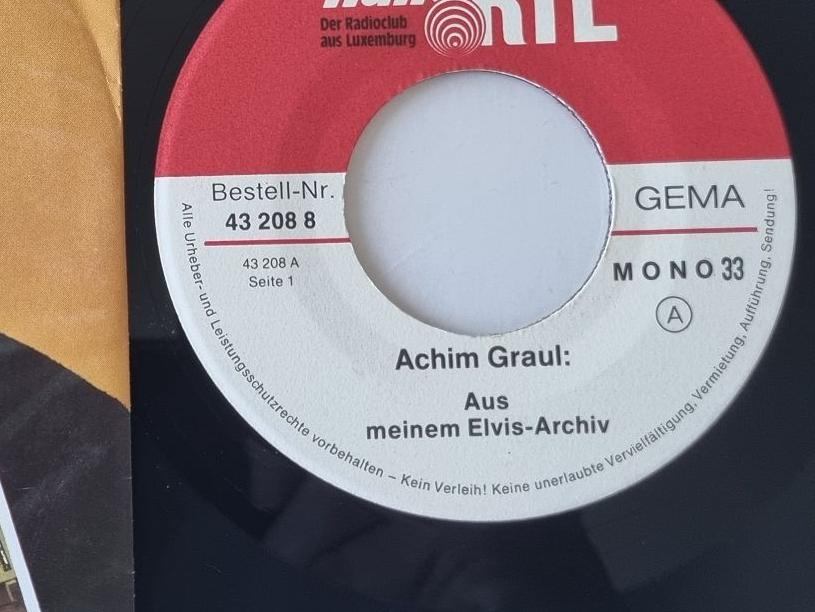 Der Radioclub
aus Luxemburg
RTL
Bestell-Nr.
43 208 8
GEMA
43 208 A
Seite 1
MONO 33
A
Achim Graul:
Aus
meinem Elvis-Archiv
Alle Urheber- und Leistungsschutzrechte vorbehalten – Kein Verleih! Keine unerlaubte Vervielfältigung, Vermietung, Aufführung, Sendung!